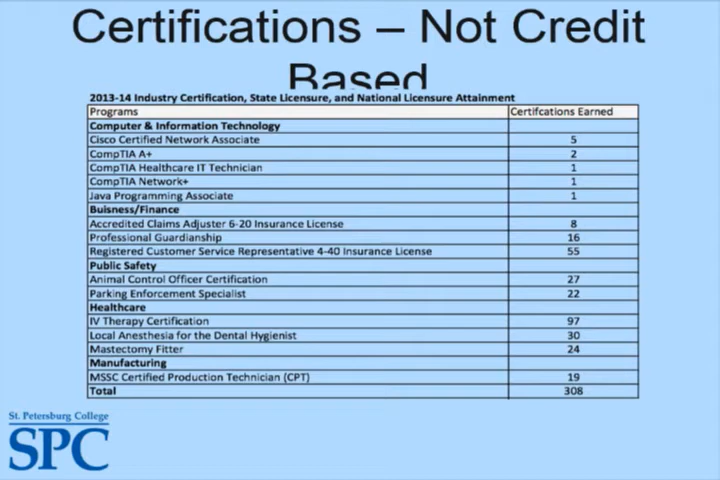 Certifications – Not Credit
Based
2013-14 Industry Certification, State Licensure, and National Licensure Attainment
Programs Certifcations Earned
Computer & Information Technology
Cisco Certified Network Associate 5
CompTIA A+ 2
CompTIA Healthcare IT Technician 1
CompTIA Network+ 1
Java Programming Associate 1
Buisness/Finance
Accredited Claims Adjuster 6-20 Insurance License 8
Professional Guardianship 16
Registered Customer Service Representative 4-40 Insurance License 55
Public Safety
Animal Control Officer Certification 27
Parking Enforcement Specialist 22
Healthcare
IV Therapy Certification 97
Local Anesthesia for the Dental Hygienist 30
Mastectomy Fitter 24
Manufacturing
MSSC Certified Production Technician (CPT) 19
Total 308
St. Petersburg College
SPC